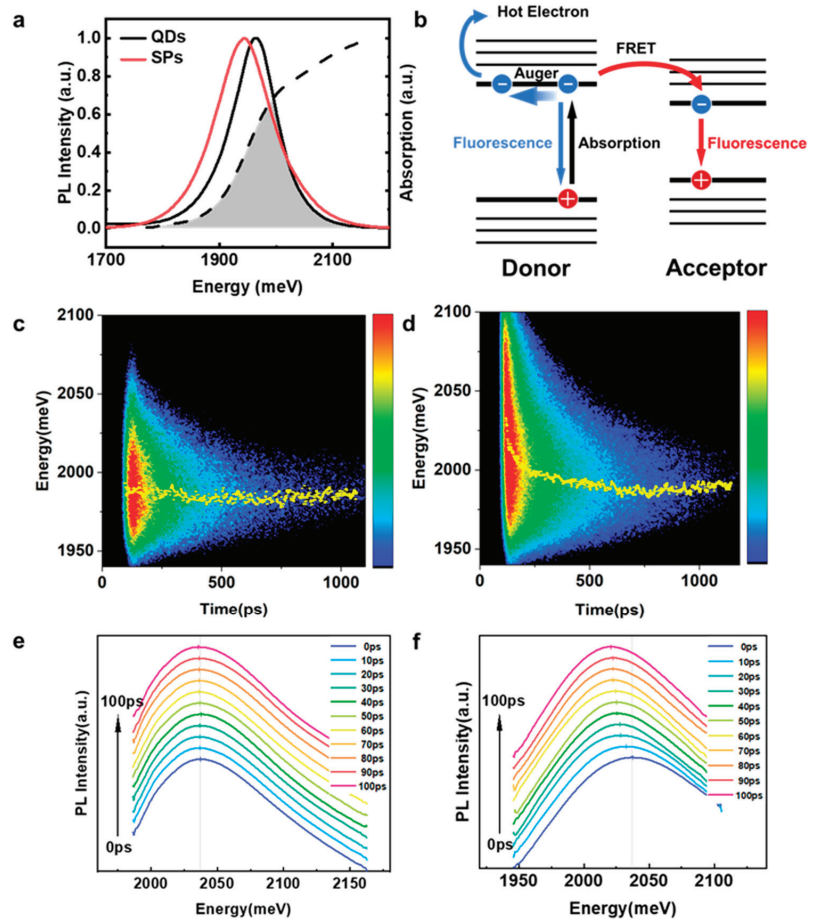 a
QDs
SPs
PL Intensity (a.u.)
1.0
0.8
0.6
0.4
0.2
0.0
Absorption (a.u.)
1700
1900
2100
Energy (meV)
b
Hot Electron
Auger
FRET
−
−
−
Fluorescence
Absorption
Fluorescence
+
+
Donor
Acceptor
c
2100
2050
2000
1950
Energy(meV)
0
500
1000
Time(ps)
d
2100
2050
2000
1950
Energy(meV)
0
500
1000
Time(ps)
e
PL Intensity(a.u.)
100ps
0ps
0ps
10ps
20ps
30ps
40ps
50ps
60ps
70ps
80ps
90ps
100ps
2000
2050
2100
2150
Energy(meV)
f
PL Intensity(a.u.)
100ps
0ps
0ps
10ps
20ps
30ps
40ps
50ps
60ps
70ps
80ps
90ps
100ps
1950
2000
2050
2100
Energy(meV)